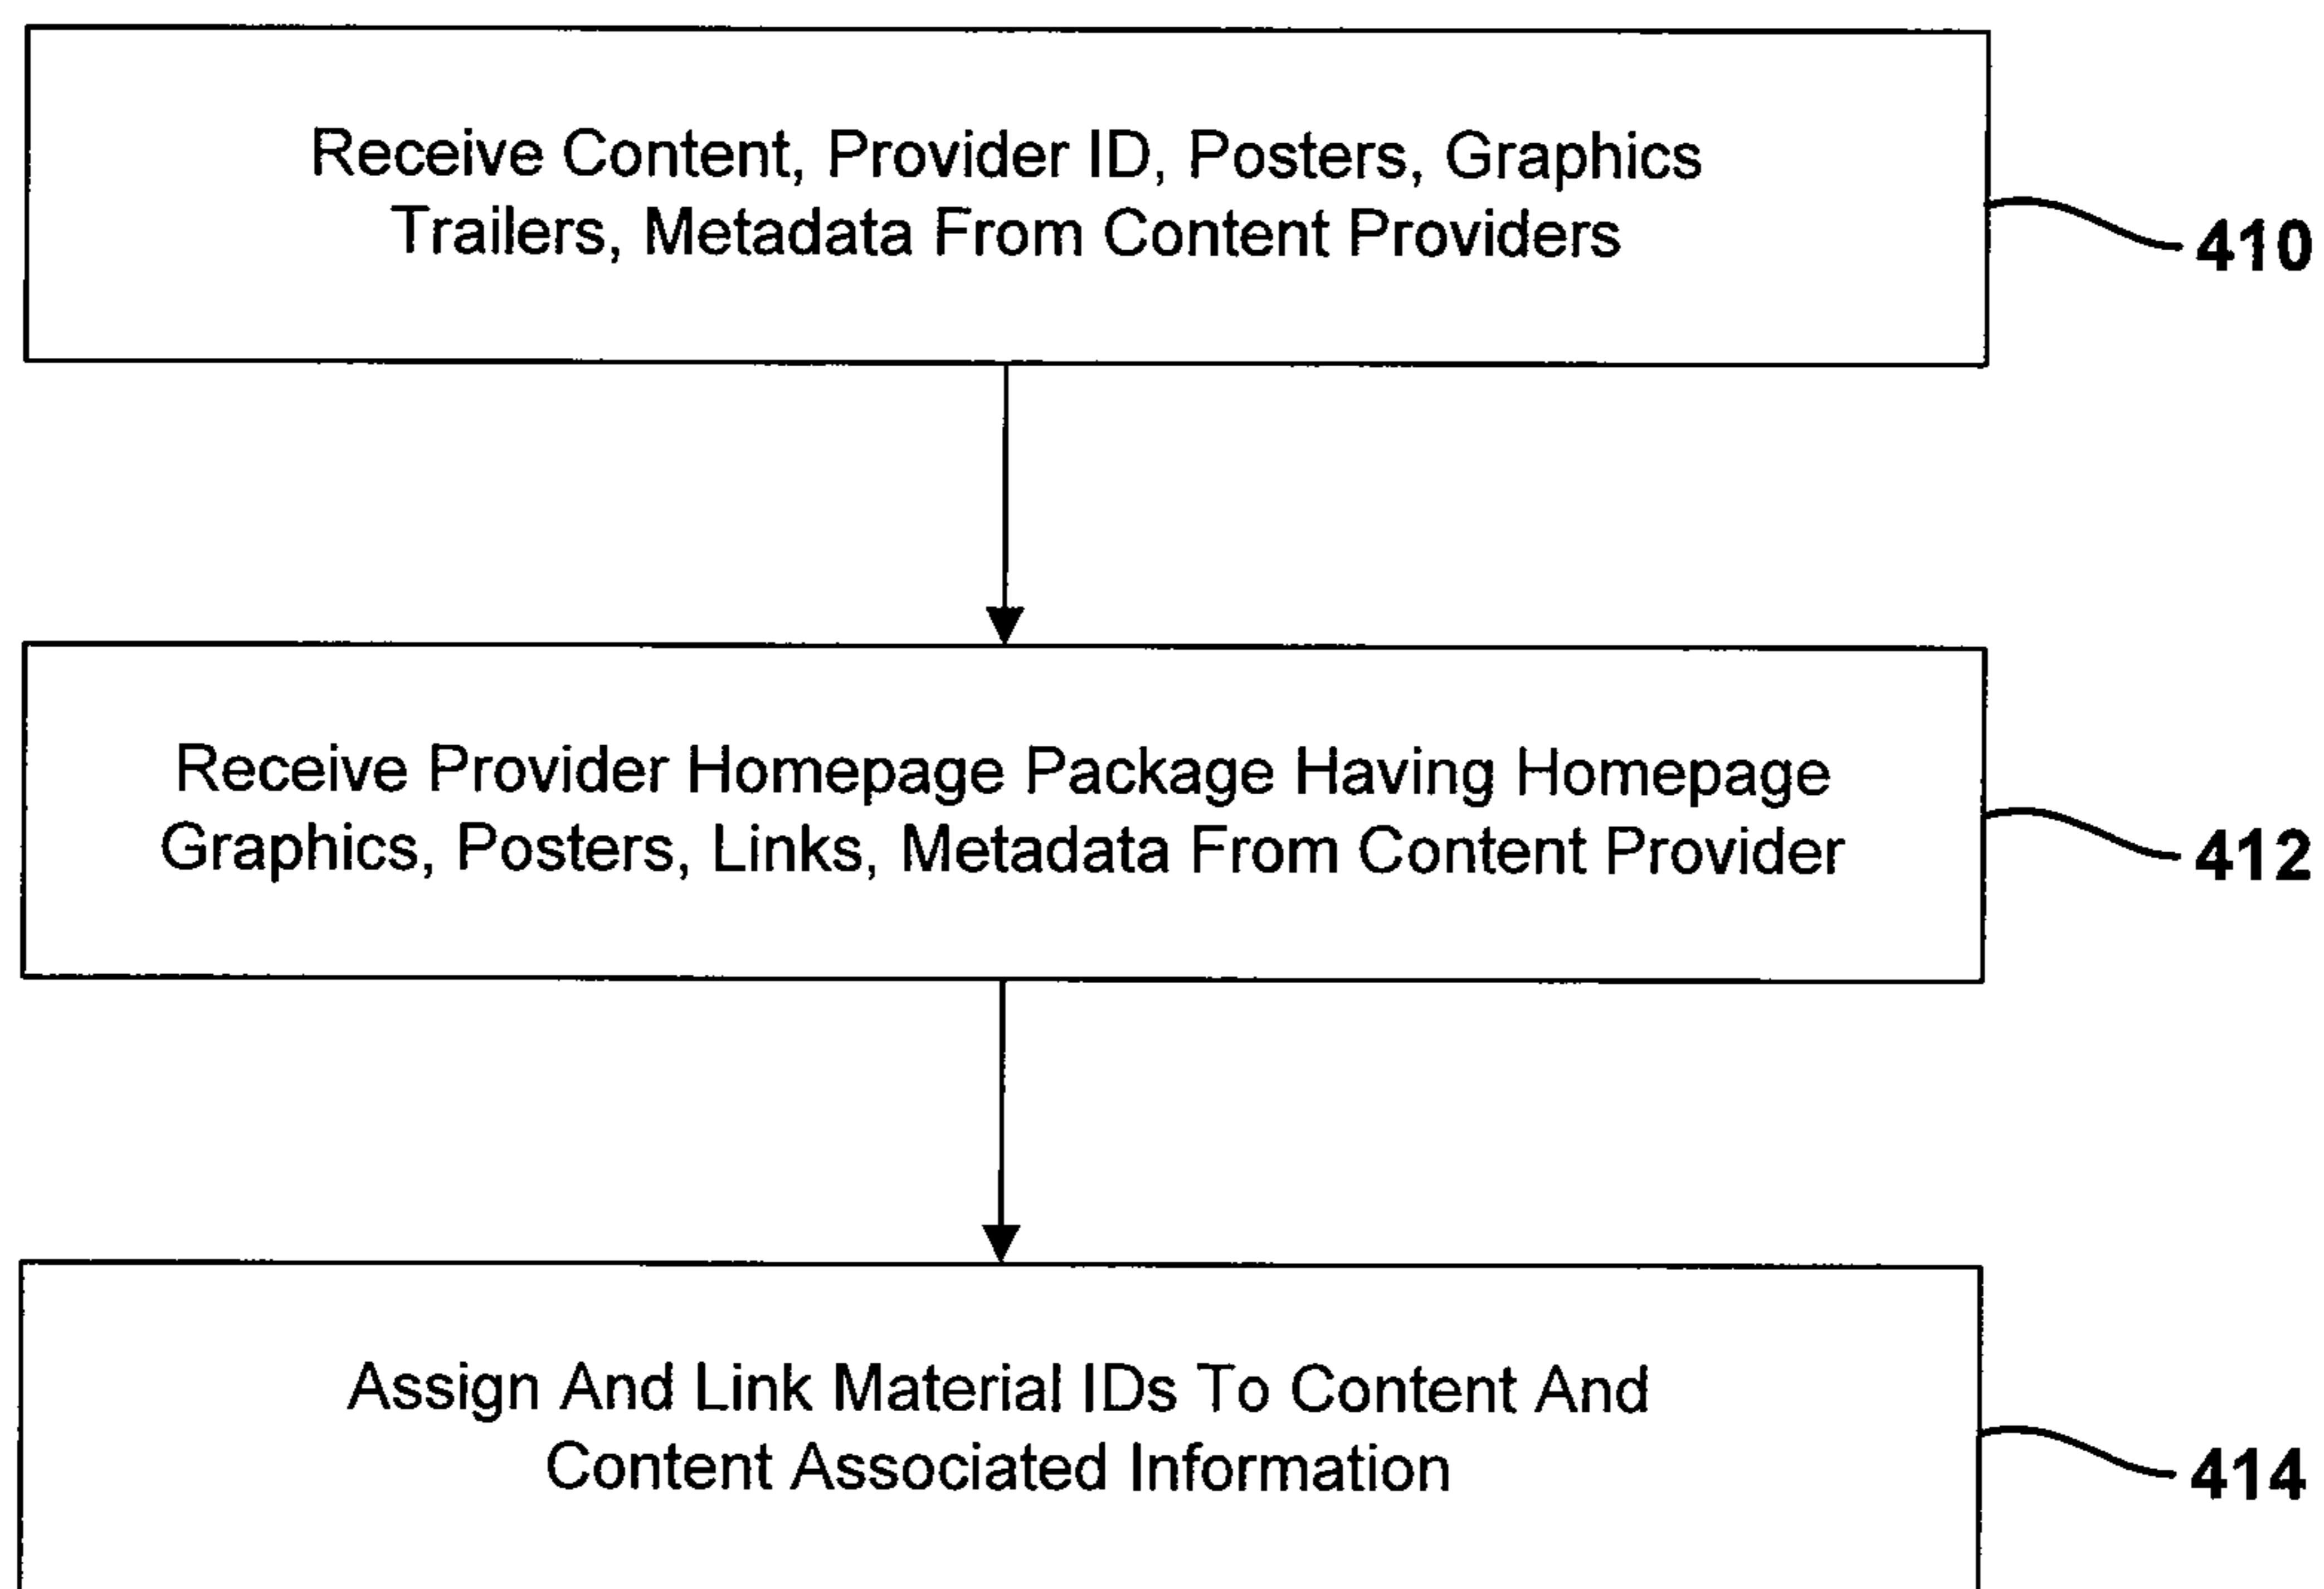 Receive Content, Provider ID, Posters, Graphics
Trailers, Metadata From Content Providers
410
Receive Provider Homepage Package Having Homepage
Graphics, Posters, Links, Metadata From Content Provider
412
Assign And Link Material IDs To Content And
Content Associated Information
414